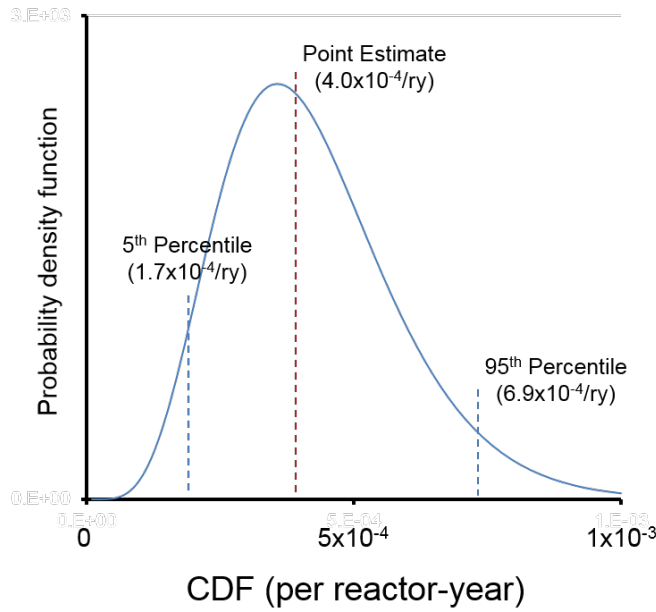 3.E+03
Point Estimate
(4.0x10⁻⁴/ry)
Probability density function
5ᵗʰ Percentile
(1.7x10⁻⁴/ry)
95ᵗʰ Percentile
(6.9x10⁻⁴/ry)
0.E+00
0.E+00 5.E-04 1.E-03
0 5x10⁻⁴ 1x10⁻³
CDF (per reactor-year)